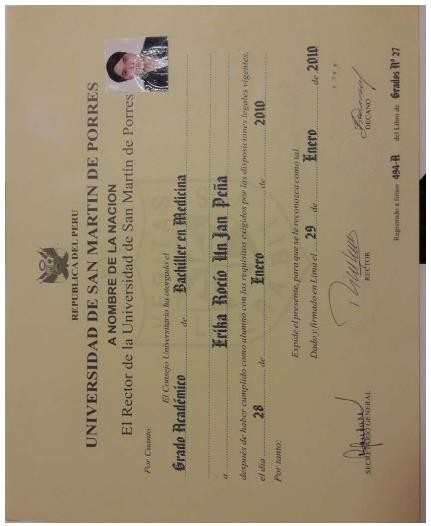 REPUBLICA DEL PERU
UNIVERSIDAD DE SAN MARTIN DE PORRES
A NOMBRE DE LA NACION
El Rector de la Universidad de San Martín de Porres
Por Cuanto:
El Consejo Universitario ha otorgado el
Grado Académico de Bachiller en Medicina
a Erika Rocío Un Jan Peña
después de haber cumplido como alumno con los requisitos exigidos por las disposiciones legales vigentes,
el día 28 de Enero de 2010
Por tanto:
Expide el presente, para que se le reconozca como tal
Dado y firmado en Lima el 29 de Enero de 2010
SECRETARIO GENERAL
RECTOR
DECANO
Registrado a fojas 494-R del Libro de Grados Nº 27